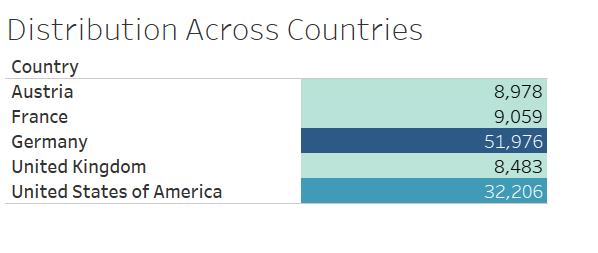 Distribution Across Countries
Country
Austria 8,978
France 9,059
Germany 51,976
United Kingdom 8,483
United States of America 32,206